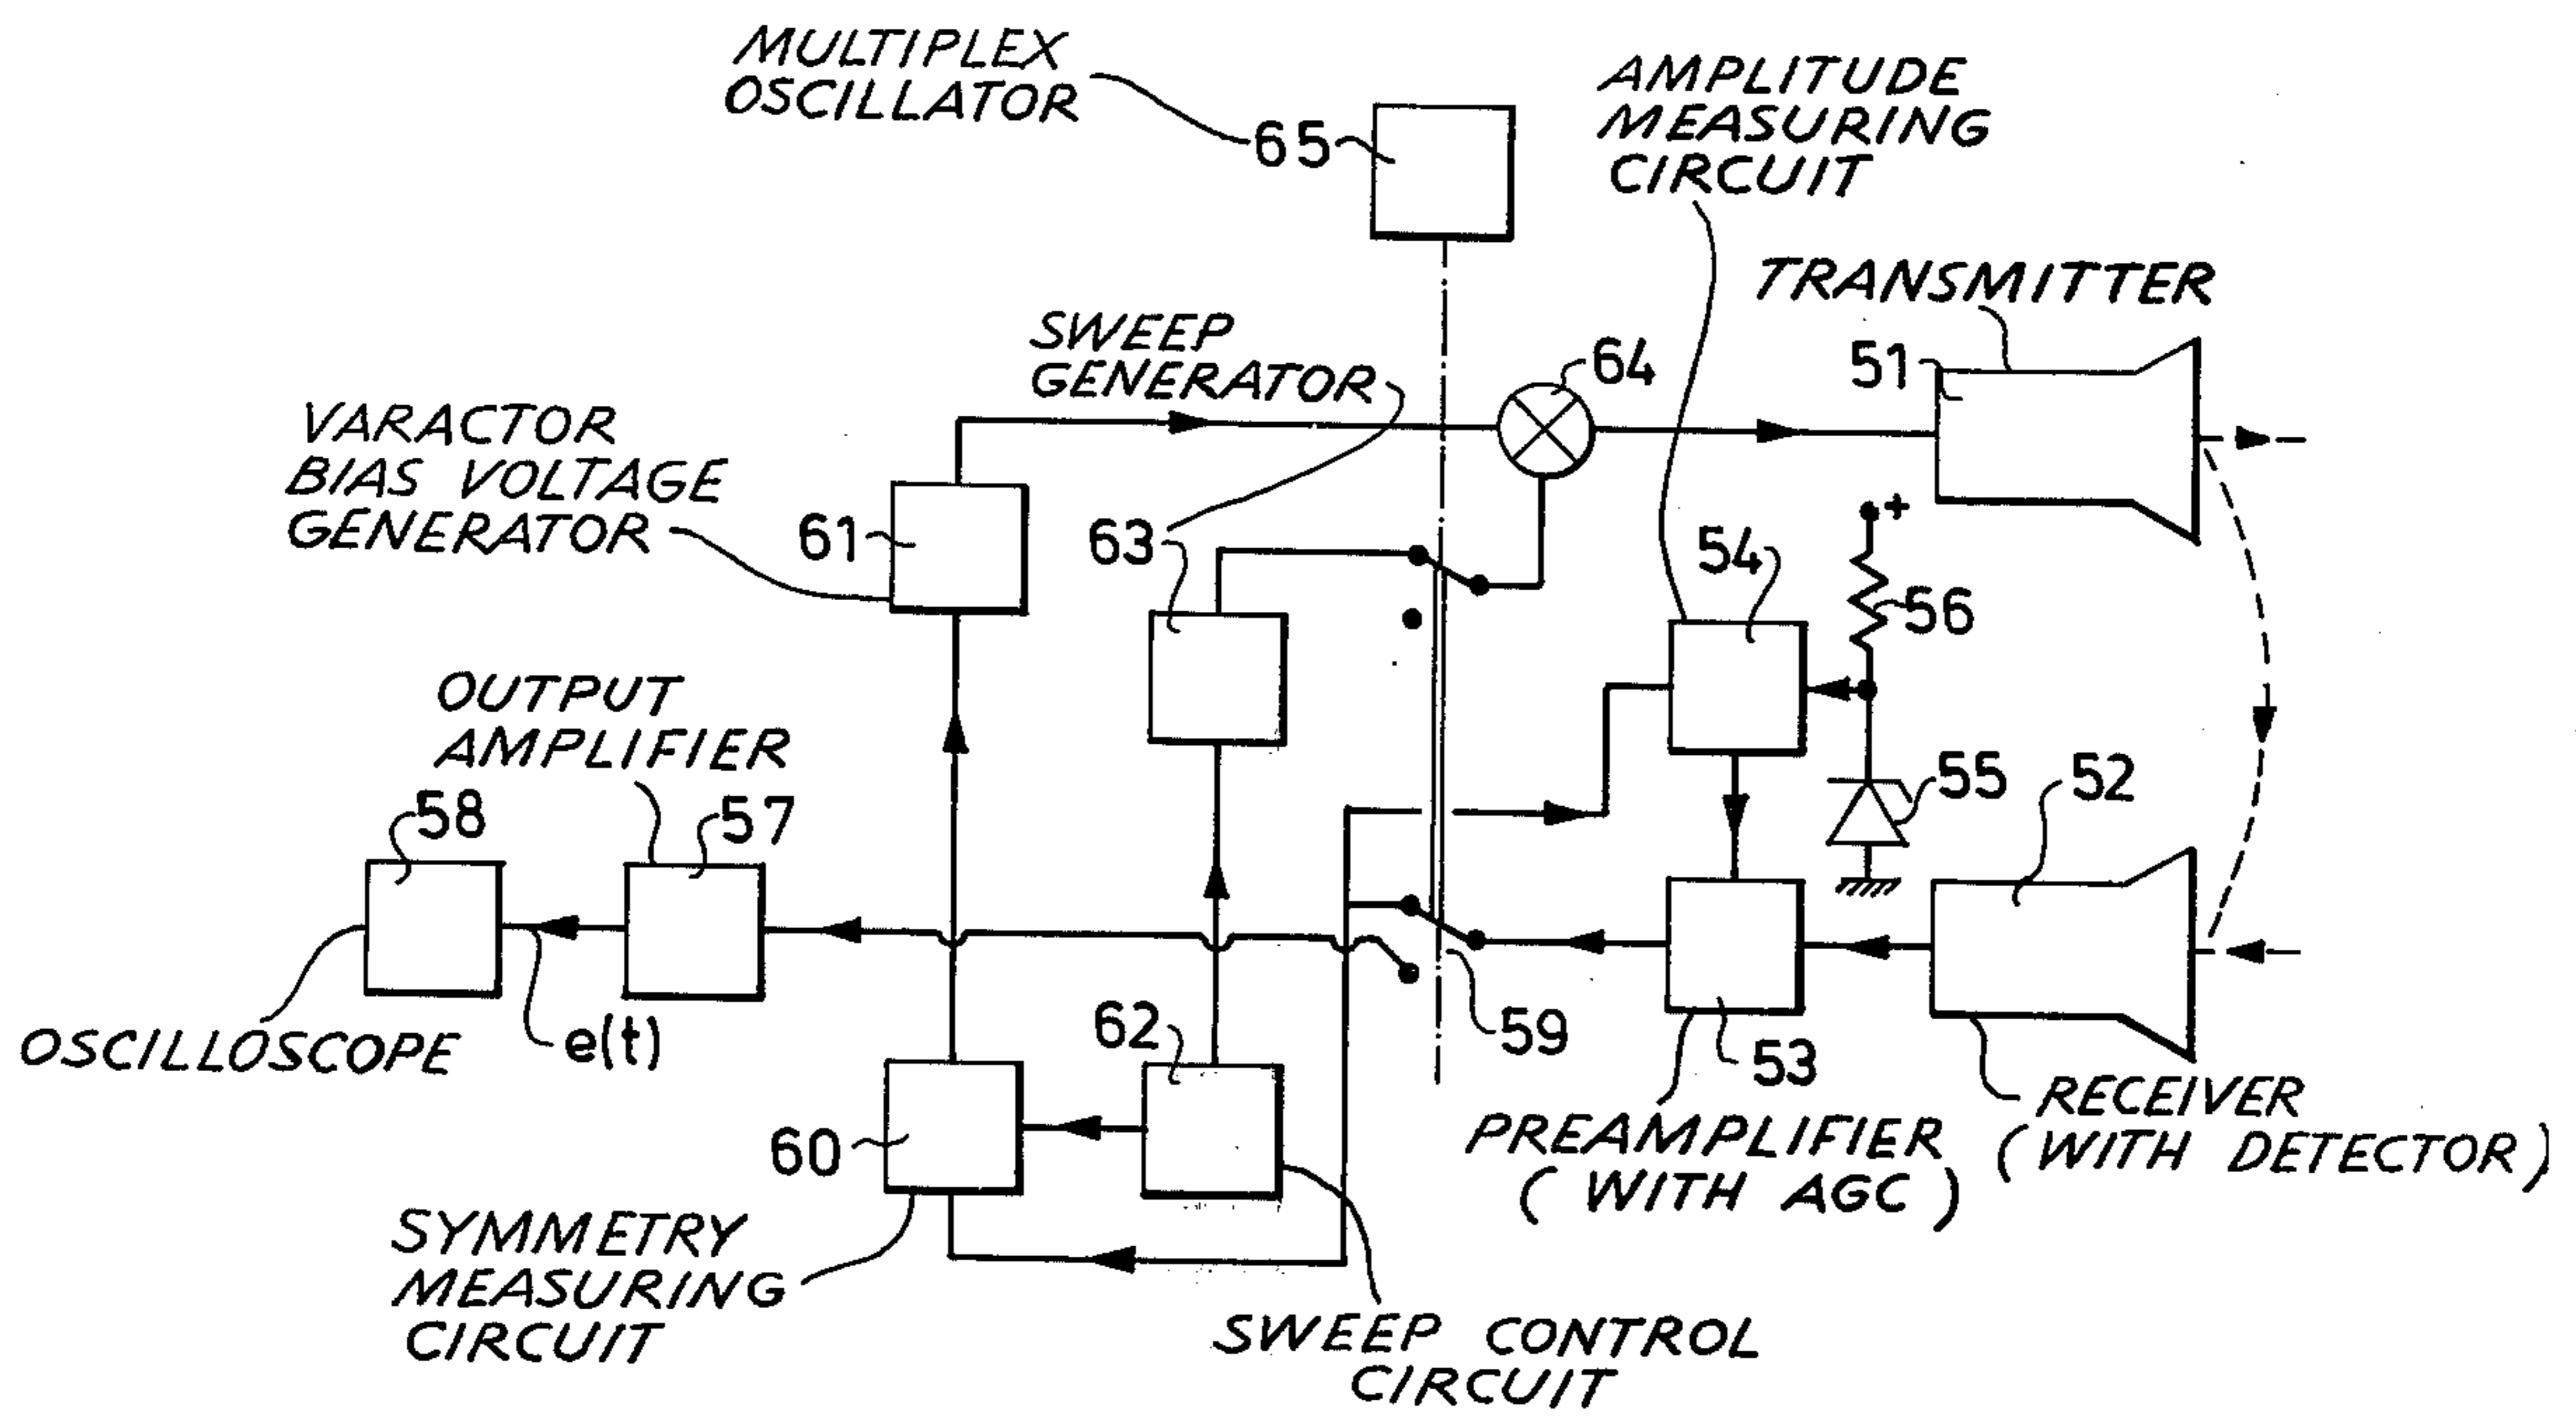 MULTIPLEX
OSCILLATOR
65
AMPLITUDE
MEASURING
CIRCUIT
TRANSMITTER
51
SWEEP
GENERATOR
64
VARACTOR
BIAS VOLTAGE
GENERATOR
61
63
+
54
56
OUTPUT
AMPLIFIER
58
57
55
52
OSCILLOSCOPE
e(t)
62
59
53
60
PREAMPLIFIER
(WITH AGC)
RECEIVER
(WITH DETECTOR)
SYMMETRY
MEASURING
CIRCUIT
SWEEP CONTROL
CIRCUIT